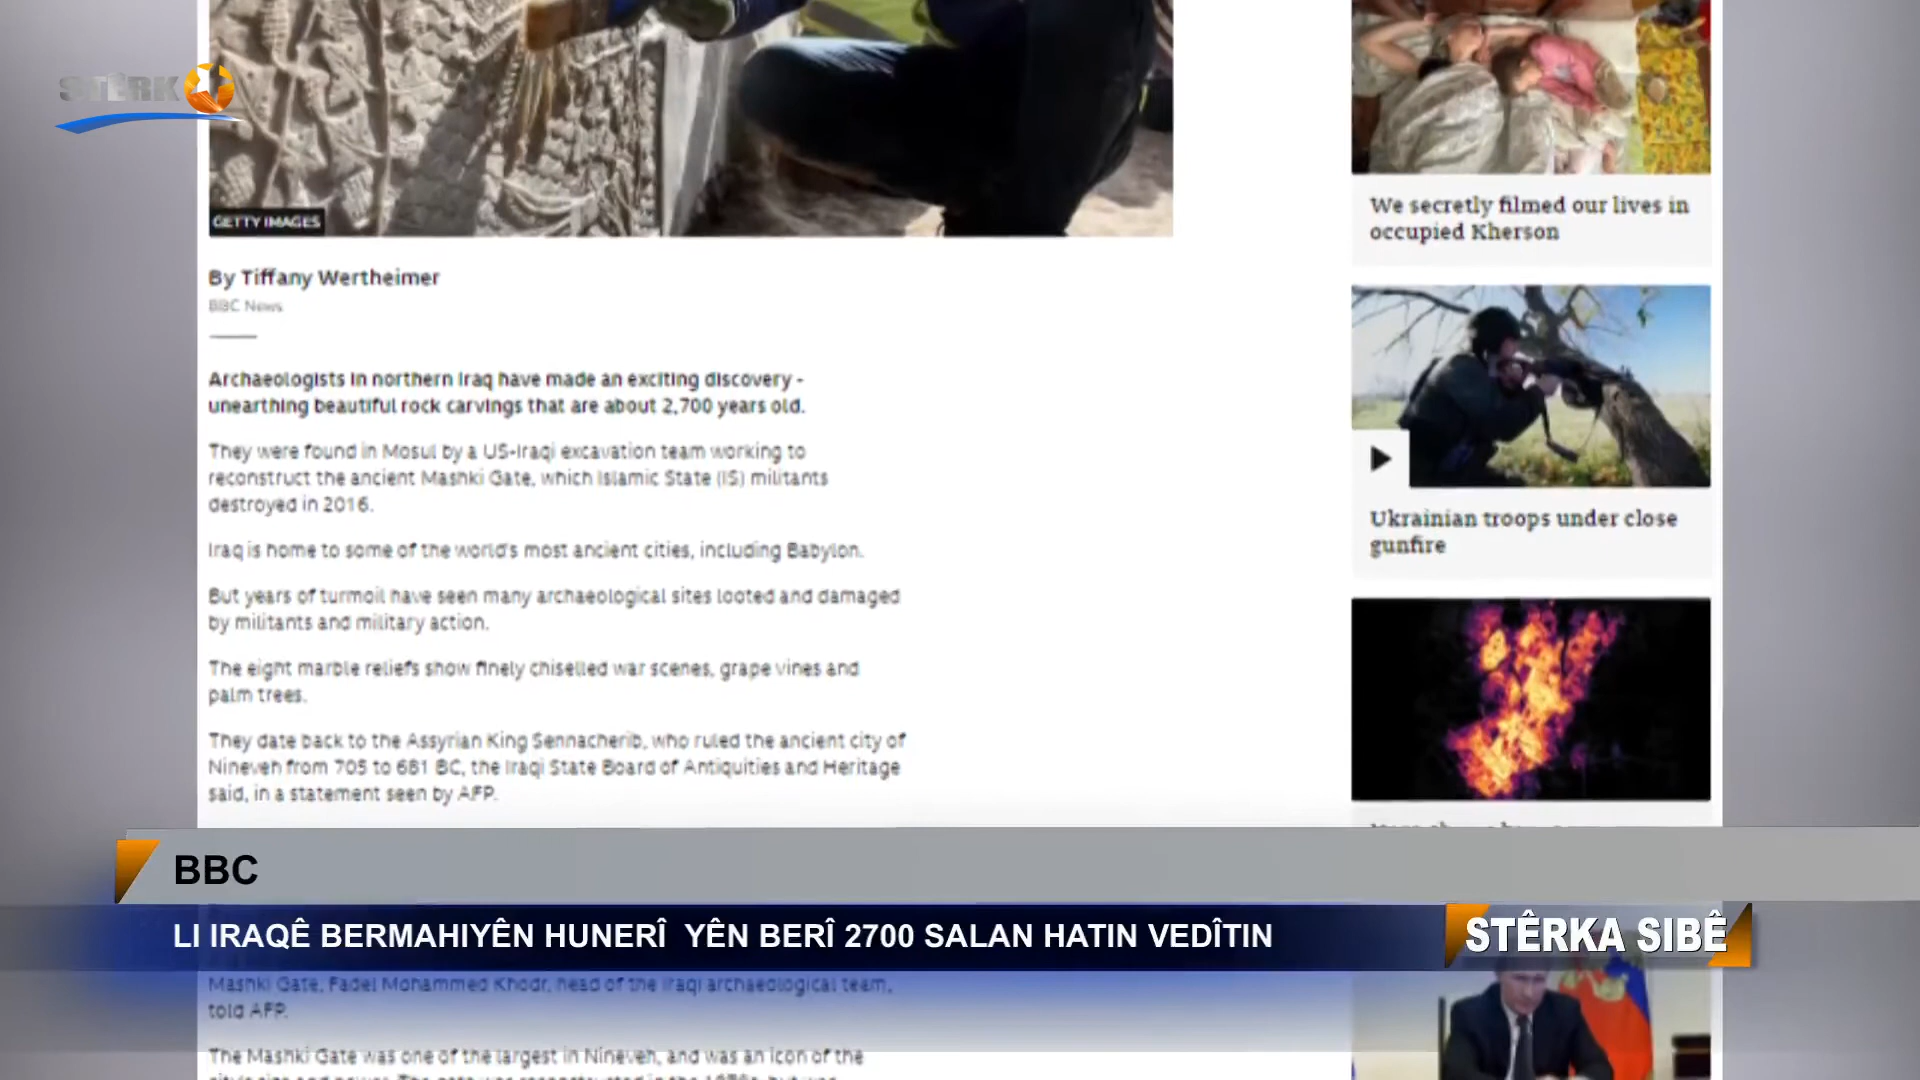 STÊRK
GETTY IMAGES
By Tiffany Wertheimer
BBC News
Archaeologists in northern Iraq have made an exciting discovery -
unearthing beautiful rock carvings that are about 2,700 years old.
They were found in Mosul by a US-Iraqi excavation team working to
reconstruct the ancient Mashki Gate, which Islamic State (IS) militants
destroyed in 2016.
Iraq is home to some of the world's most ancient cities, including Babylon.
But years of turmoil have seen many archaeological sites looted and damaged
by militants and military action.
The eight marble reliefs show finely chiselled war scenes, grape vines and
palm trees.
They date back to the Assyrian King Sennacherib, who ruled the ancient city of
Nineveh from 705 to 681 BC, the Iraqi State Board of Antiquities and Heritage
said, in a statement seen by AFP.
We secretly filmed our lives in
occupied Kherson
Ukrainian troops under close
gunfire
BBC
LI IRAQÊ BERMAHIYÊN HUNERÎ YÊN BERÎ 2700 SALAN HATIN VEDÎTIN
STÊRKA SIBÊ
Mashki Gate, Fadel Mohammed Khodr, head of the Iraqi archaeological team,
told AFP.
The Mashki Gate was one of the largest in Nineveh, and was an icon of the